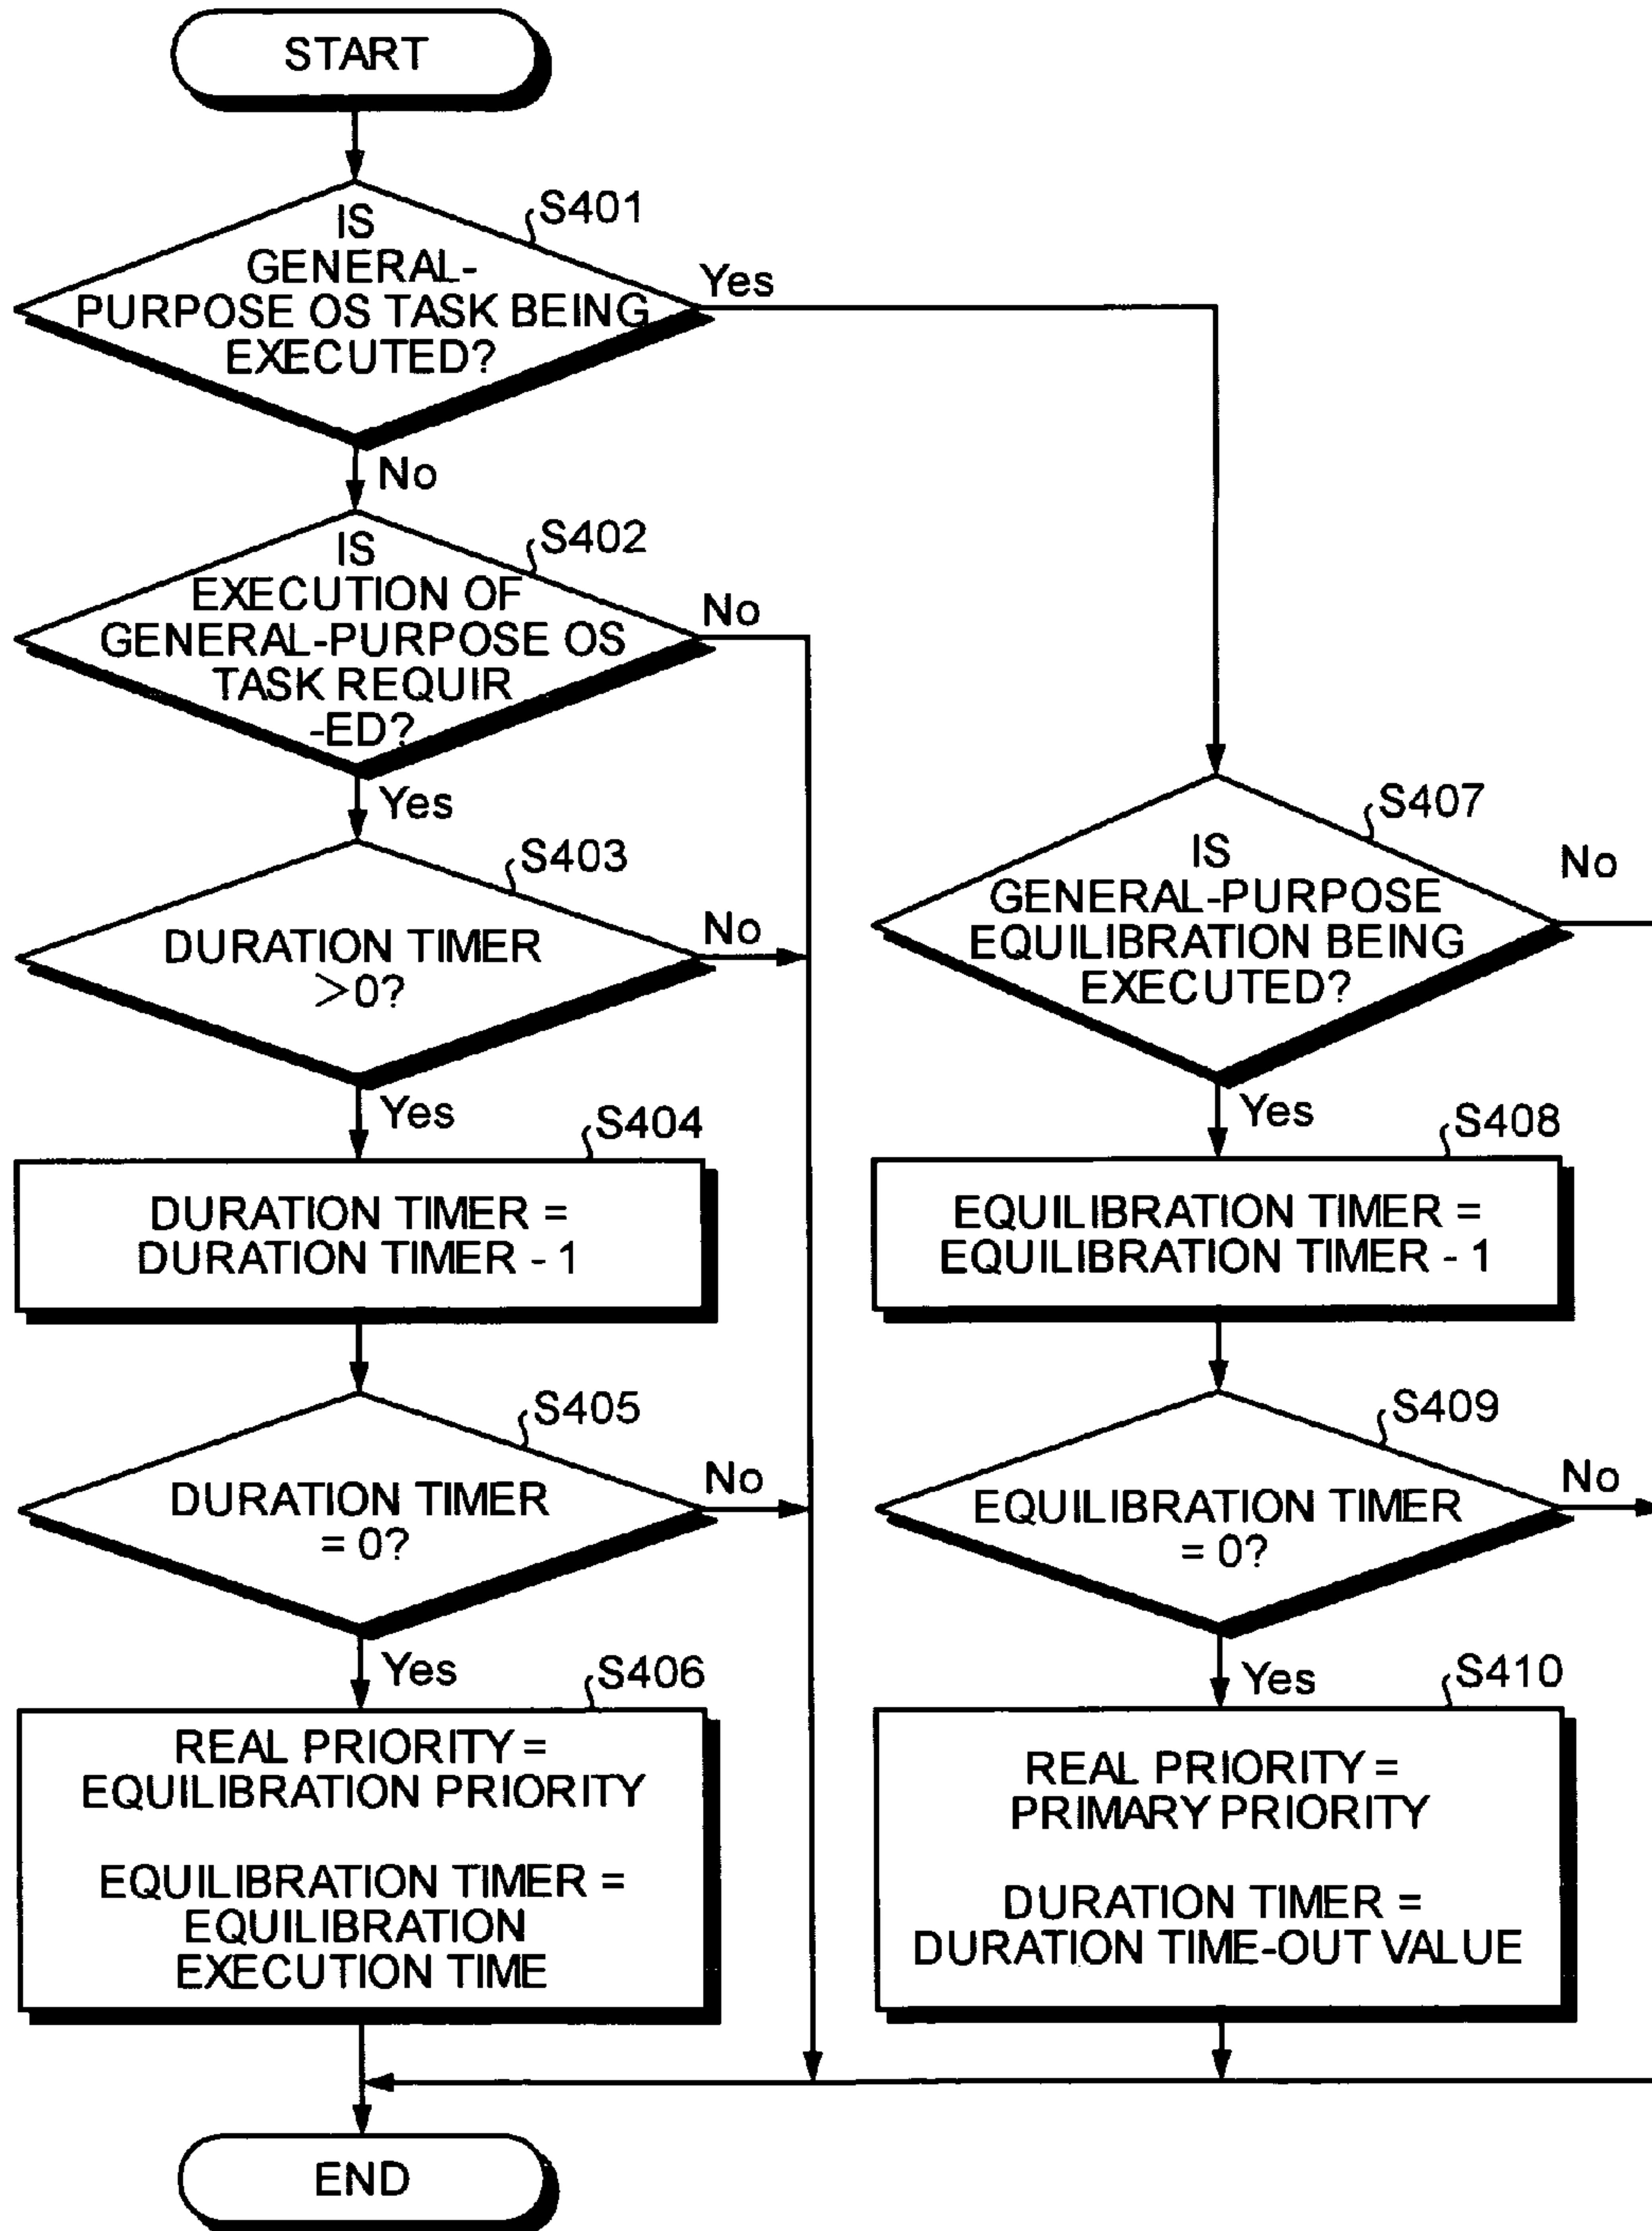 START
S401
IS
GENERAL-
PURPOSE OS TASK BEING
EXECUTED?
Yes
No
S402
IS
EXECUTION OF
GENERAL-PURPOSE OS
TASK REQUIR
-ED?
No
Yes
S403
DURATION TIMER
>0?
No
Yes
S404
DURATION TIMER =
DURATION TIMER - 1
S405
DURATION TIMER
= 0?
No
Yes
S406
REAL PRIORITY =
EQUILIBRATION PRIORITY
EQUILIBRATION TIMER =
EQUILIBRATION
EXECUTION TIME
S407
IS
GENERAL-PURPOSE
EQUILIBRATION BEING
EXECUTED?
No
Yes
S408
EQUILIBRATION TIMER =
EQUILIBRATION TIMER - 1
S409
EQUILIBRATION TIMER
= 0?
No
Yes
S410
REAL PRIORITY =
PRIMARY PRIORITY
DURATION TIMER =
DURATION TIME-OUT VALUE
END